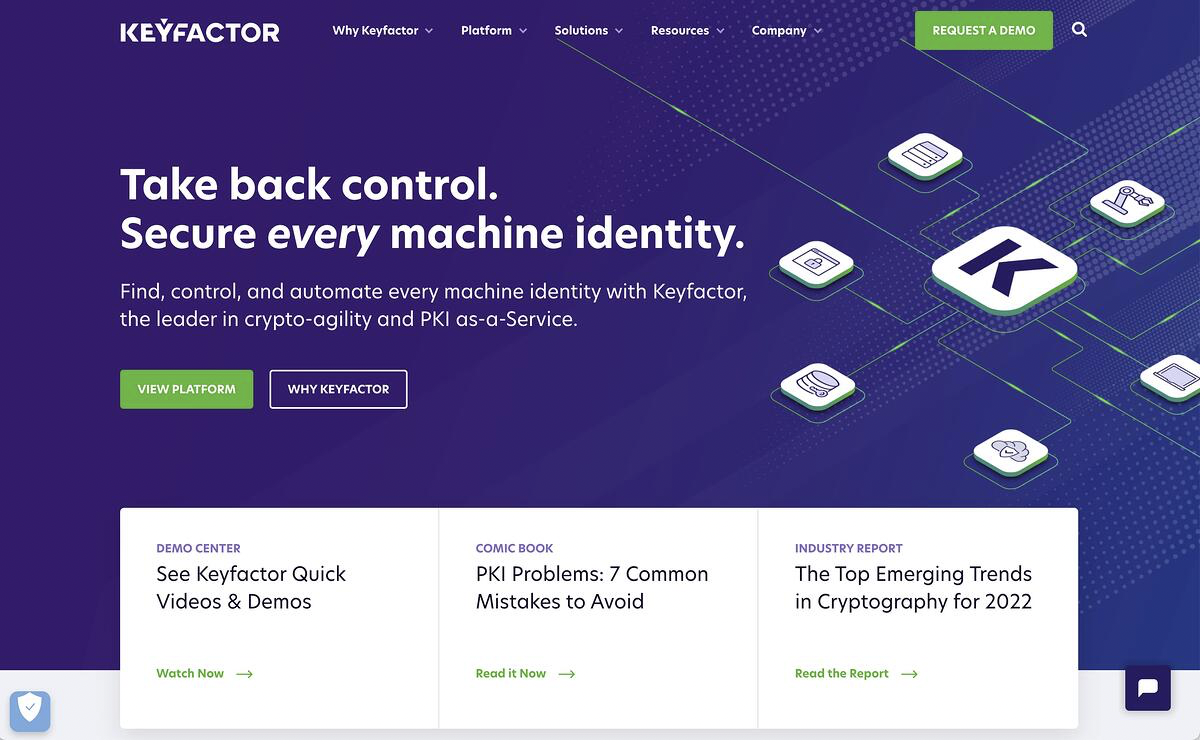 KEYFACTOR
Why Keyfactor
Platform
Solutions
Resources
Company
REQUEST A DEMO
Take back control.
Secure every machine identity.
Find, control, and automate every machine identity with Keyfactor,
the leader in crypto-agility and PKI as-a-Service.
VIEW PLATFORM
WHY KEYFACTOR
K
DEMO CENTER
See Keyfactor Quick
Videos & Demos
Watch Now
COMIC BOOK
PKI Problems: 7 Common
Mistakes to Avoid
Read it Now
INDUSTRY REPORT
The Top Emerging Trends
in Cryptography for 2022
Read the Report